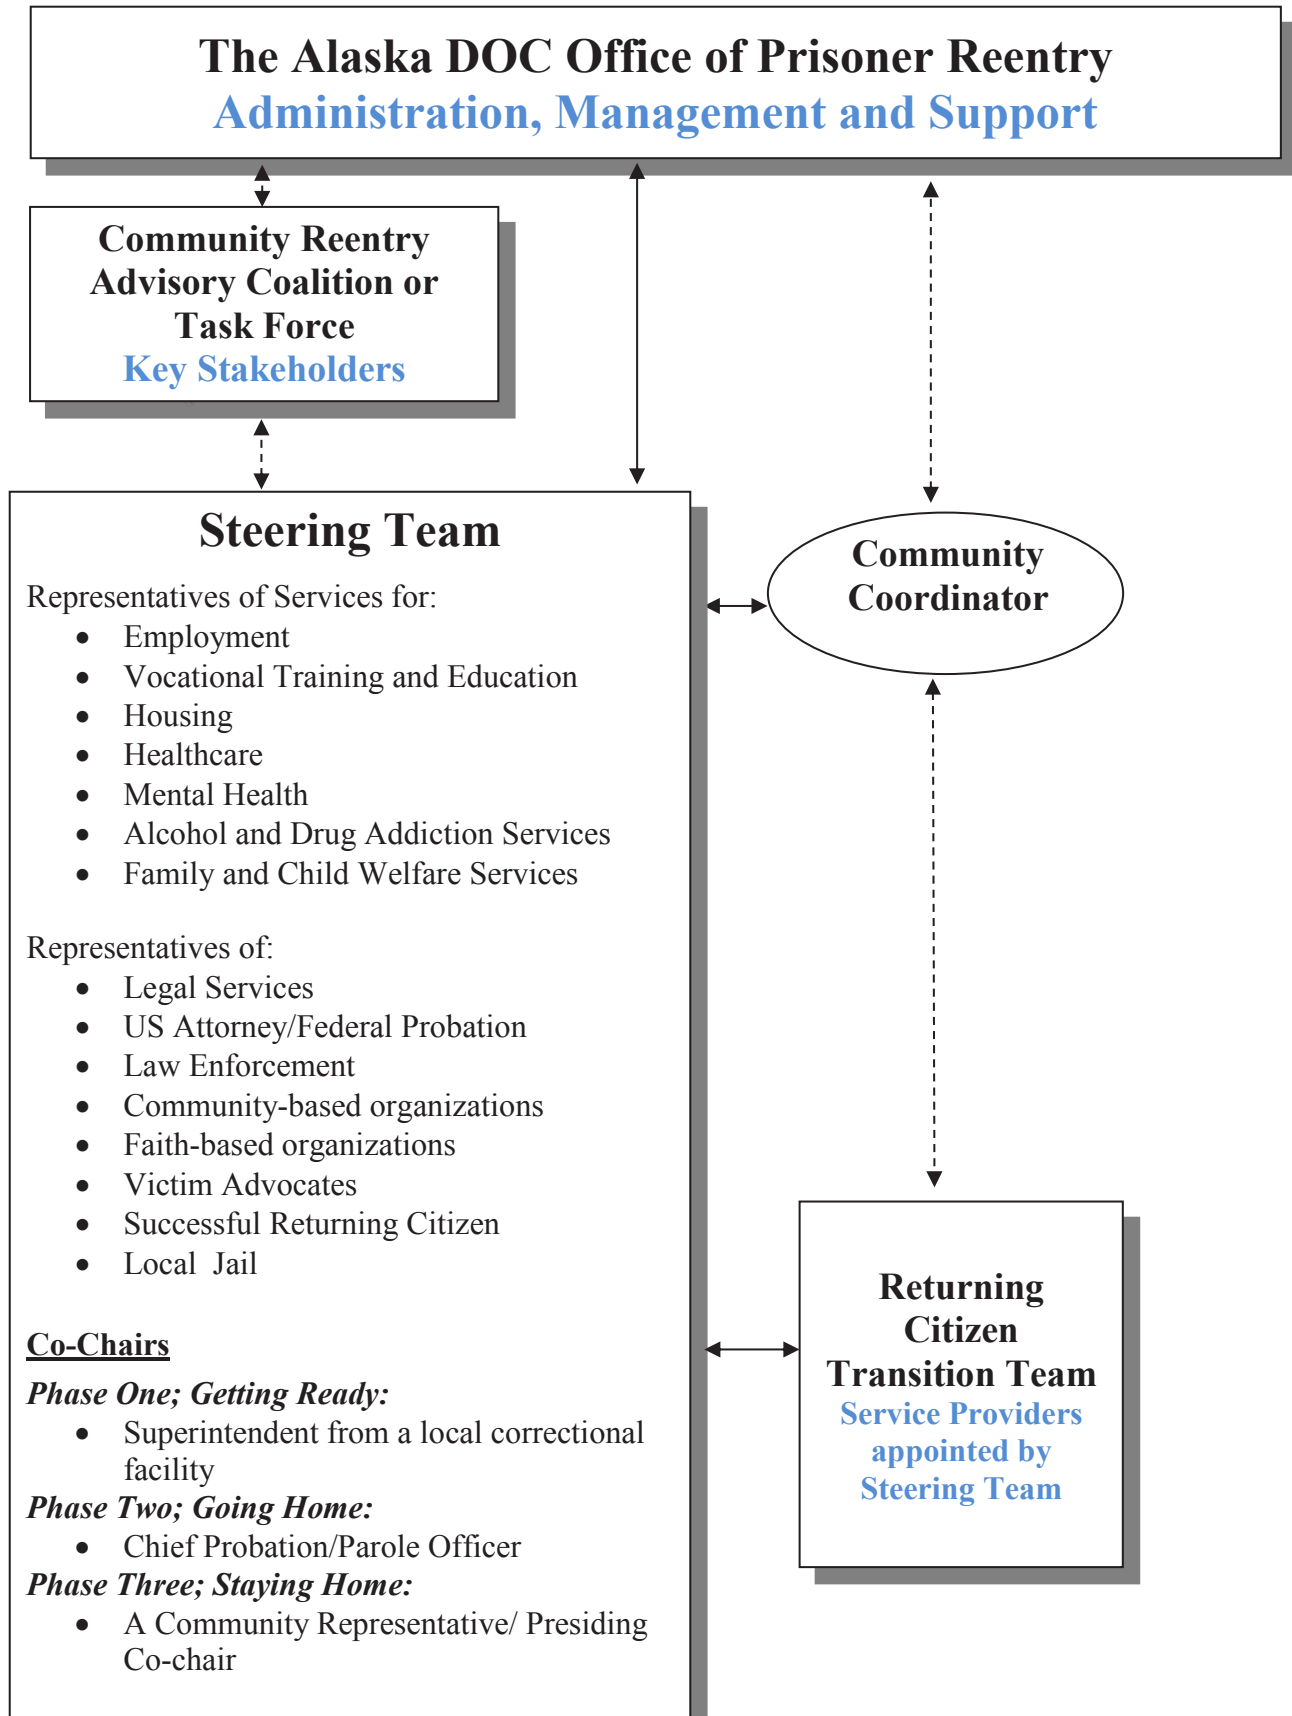 The Alaska DOC Office of Prisoner Reentry
Administration, Management and Support
Community Reentry
Advisory Coalition or
Task Force
Key Stakeholders
Steering Team
Representatives of Services for:
• Employment
• Vocational Training and Education
• Housing
• Healthcare
• Mental Health
• Alcohol and Drug Addiction Services
• Family and Child Welfare Services
Representatives of:
• Legal Services
• US Attorney/Federal Probation
• Law Enforcement
• Community-based organizations
• Faith-based organizations
• Victim Advocates
• Successful Returning Citizen
• Local  Jail
Co-Chairs
Phase One; Getting Ready:
• Superintendent from a local correctional
facility
Phase Two; Going Home:
• Chief Probation/Parole Officer
Phase Three; Staying Home:
• A Community Representative/ Presiding
Co-chair
Community
Coordinator
Returning
Citizen
Transition Team
Service Providers
appointed by
Steering Team